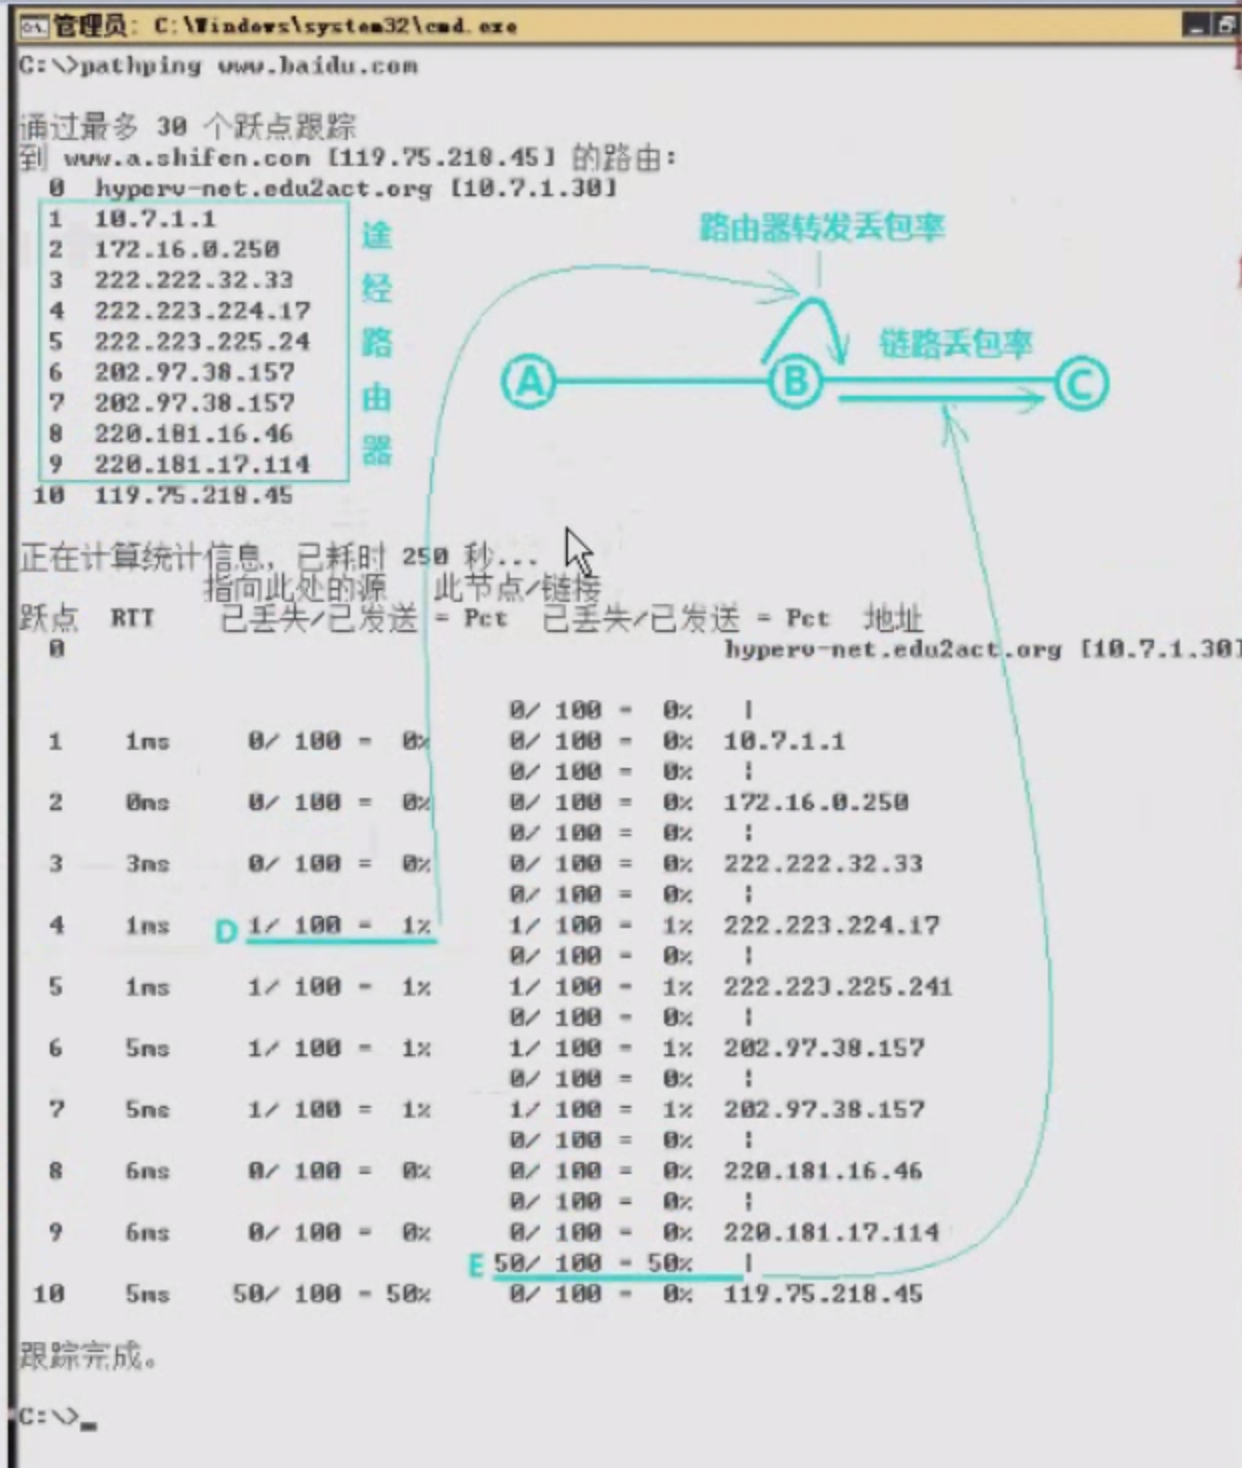 管理员: C:\Windows\system32\cmd.exe
C:\>pathping www.baidu.com
通过最多 30 个跃点跟踪
到 www.a.shifen.com [119.75.218.45] 的路由:
0 hyperv-net.edu2act.org [10.7.1.30]
1 10.7.1.1
2 172.16.0.250
3 222.222.32.33
4 222.223.224.17
5 222.223.225.24
6 202.97.38.157
7 202.97.38.157
8 220.181.16.46
9 220.181.17.114
10 119.75.218.45
途经路由器
路由器转发丢包率
链路丢包率
A B C
正在计算统计信息，已耗时 250 秒...
指向此处的源 此节点/链接
跃点 RTT 已丢失/已发送 = Pct 已丢失/已发送 = Pct 地址
0 hyperv-net.edu2act.org [10.7.1.30]
0/ 100 = 0% |
1 1ms 0/ 100 = 0% 0/ 100 = 0% 10.7.1.1
0/ 100 = 0% |
2 0ms 0/ 100 = 0% 0/ 100 = 0% 172.16.0.250
0/ 100 = 0% |
3 3ms 0/ 100 = 0% 0/ 100 = 0% 222.222.32.33
0/ 100 = 0% |
4 1ms D 1/ 100 = 1% 1/ 100 = 1% 222.223.224.17
0/ 100 = 0% |
5 1ms 1/ 100 = 1% 1/ 100 = 1% 222.223.225.241
0/ 100 = 0% |
6 5ms 1/ 100 = 1% 1/ 100 = 1% 202.97.38.157
0/ 100 = 0% |
7 5ms 1/ 100 = 1% 1/ 100 = 1% 202.97.38.157
0/ 100 = 0% |
8 6ms 0/ 100 = 0% 0/ 100 = 0% 220.181.16.46
0/ 100 = 0% |
9 6ms 0/ 100 = 0% 0/ 100 = 0% 220.181.17.114
E 50/ 100 = 50% |
10 5ms 50/ 100 = 50% 0/ 100 = 0% 119.75.218.45
跟踪完成。
C:\>_